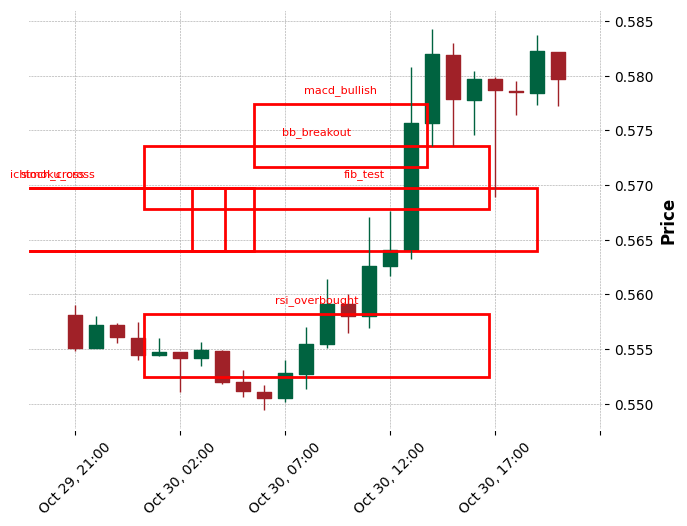 0.585
0.580
macd_bullish
0.575
bb_breakout
fib_test
0.570
Price
0.565
0.560
rsi_overbought
0.555
0.550
Oct 29, 21:00
Oct 30, 02:00
Oct 30, 07:00
Oct 30, 12:00
Oct 30, 17:00